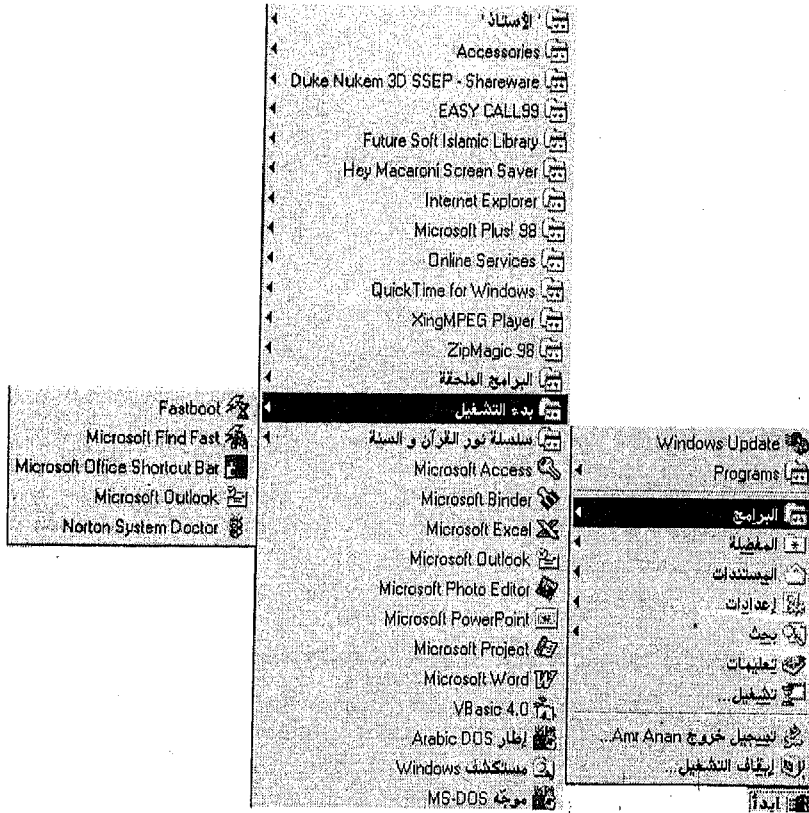 'الأستاذ'
Accessories
Duke Nukem 3D SSEP - Shareware
EASY CALL99
Future Soft Islamic Library
Hey Macaroni Screen Saver
Internet Explorer
Microsoft Plus! 98
Online Services
QuickTime for Windows
XingMPEG Player
ZipMagic 98
البرامج الملحقة
بدء التشغيل
سلسلة نور القرآن و السنة
Microsoft Access
Microsoft Binder
Microsoft Excel
Microsoft Outlook
Microsoft Photo Editor
Microsoft PowerPoint
Microsoft Project
Microsoft Word
VBasic 4.0
إطار Arabic DOS
مستكشف Windows
موجّه MS-DOS
Fastboot
Microsoft Find Fast
Microsoft Office Shortcut Bar
Microsoft Outlook
Norton System Doctor
Windows Update
Programs
البرامج
المفضلة
المستندات
إعدادات
بحث
تعليمات
تشغيل...
تسجيل خروج Amr Anan...
إيقاف التشغيل...
ابدأ